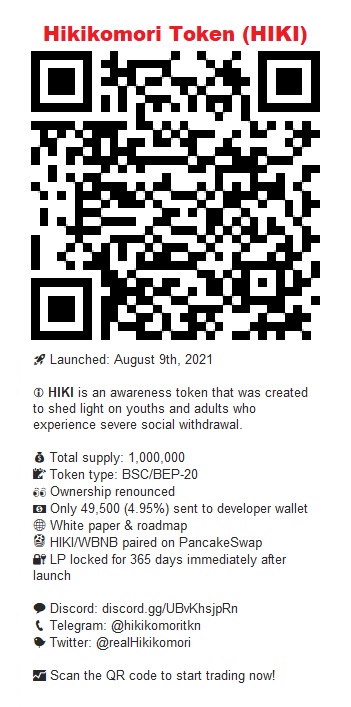 Hikikomori Token (HIKI)
https://pancakeswap.info/pool/
Launched: August 9th, 2021
HIKI is an awareness token that was created
to shed light on youths and adults who
experience severe social withdrawal.
Total supply: 1,000,000
Token type: BSC/BEP-20
Ownership renounced
Only 49,500 (4.95%) sent to developer wallet
White paper & roadmap
HIKI/WBNB paired on PancakeSwap
LP locked for 365 days immediately after
launch
Discord: discord.gg/UBvKhsjpRn
Telegram: @hikikomoritkn
Twitter: @realHikikomori
Scan the QR code to start trading now!